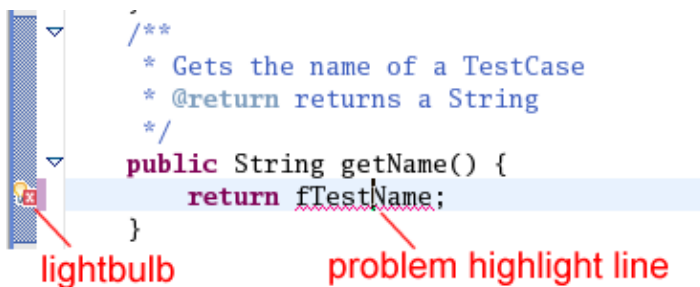 /**
* Gets the name of a TestCase
* @return returns a String
*/
public String getName() {
return fTestName;
}
lightbulb
problem highlight line